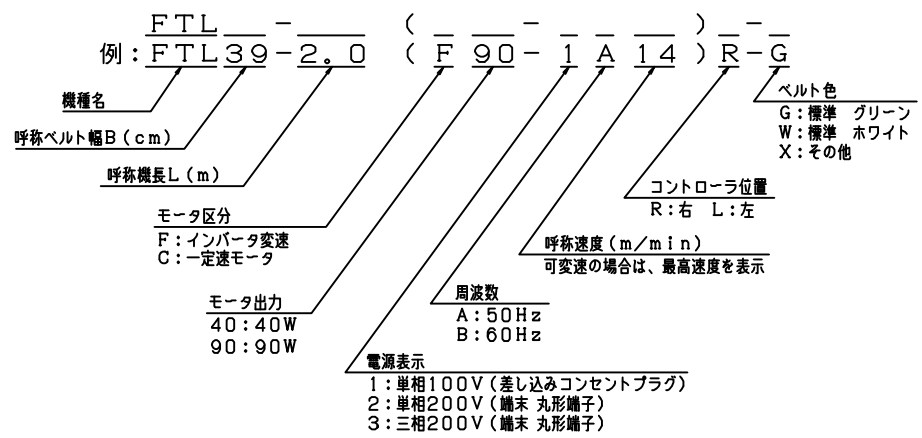 FTL - ( - ) -
例：FTL39-2.0(F90-1A14)R-G
機種名
呼称ベルト幅B(cm)
呼称機長L(m)
モータ区分
F：インバータ変速
C：一定速モータ
モータ出力
40：40W
90：90W
電源表示
1：単相100V(差し込みコンセントプラグ)
2：単相200V(端末 丸形端子)
3：三相200V(端末 丸形端子)
周波数
A：50Hz
B：60Hz
呼称速度(m/min)
可変速の場合は、最高速度を表示
コントローラ位置
R：右 L：左
ベルト色
G：標準 グリーン
W：標準 ホワイト
X：その他